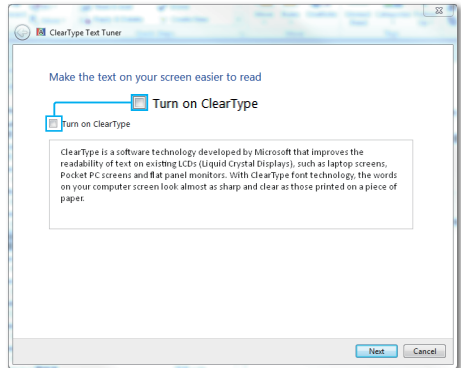 ClearType Text Tuner
Make the text on your screen easier to read
Turn on ClearType
Turn on ClearType
ClearType is a software technology developed by Microsoft that improves the
readability of text on existing LCDs (Liquid Crystal Displays), such as laptop screens,
Pocket PC screens and flat panel monitors. With ClearType font technology, the words
on your computer screen look almost as sharp and clear as those printed on a piece of
paper.
Next Cancel